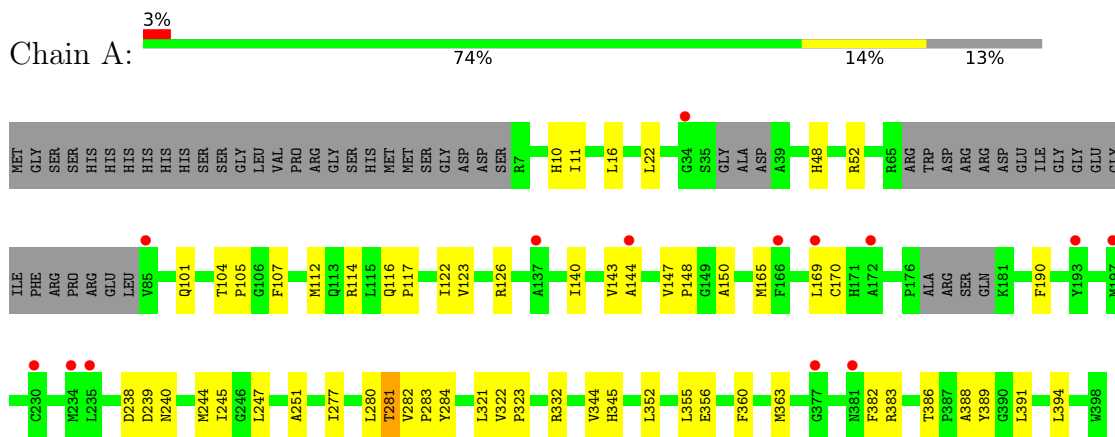 3%
Chain A:
74% 14% 13%
MET GLY SER SER HIS HIS HIS HIS HIS HIS SER SER GLY LEU VAL PRO ARG GLY SER HIS MET MET SER GLY ASP ASP SER R7 H10 I11 L16 L22 G34 S35 GLY ALA ASP A39 H48 R52 R65 ARG TRP ASP ARG ARG ASP GLU ILE GLY GLY GLU
ILE PHE ARG PRO ARG GLU LEU V85 Q101 T104 P105 G106 F107 M112 Q113 R114 L115 Q116 P117 I122 V123 R126 A137 I140 V143 A144 V147 P148 G149 A150 M165 F166 L169 C170 H171 A172 P176 ALA ARG SER GLN K181 F190 Y193 M197
C230 M234 L235 D238 D239 N240 M244 I245 G246 L247 A251 I277 L280 T281 V282 P283 Y284 L321 V322 P323 R332 V344 H345 L352 L355 E356 F360 M363 G377 N381 F382 R383 T386 P387 A388 Y389 G390 L391 L394 W398